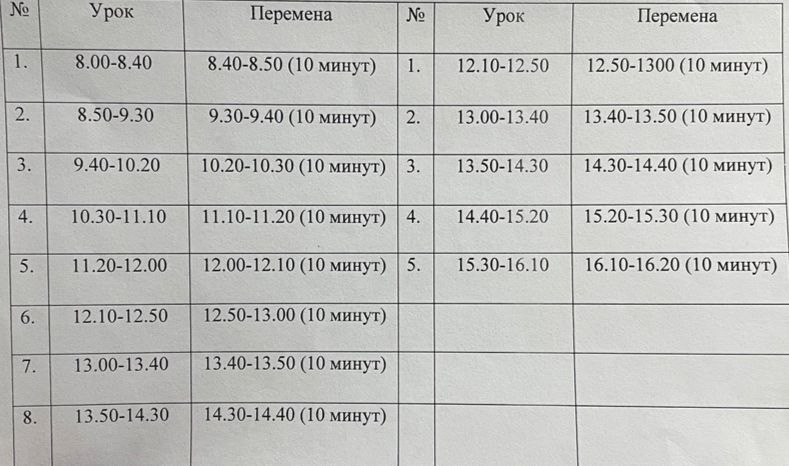 № Урок Перемена № Урок Перемена
1. 8.00-8.40 8.40-8.50 (10 минут) 1. 12.10-12.50 12.50-1300 (10 минут)
2. 8.50-9.30 9.30-9.40 (10 минут) 2. 13.00-13.40 13.40-13.50 (10 минут)
3. 9.40-10.20 10.20-10.30 (10 минут) 3. 13.50-14.30 14.30-14.40 (10 минут)
4. 10.30-11.10 11.10-11.20 (10 минут) 4. 14.40-15.20 15.20-15.30 (10 минут)
5. 11.20-12.00 12.00-12.10 (10 минут) 5. 15.30-16.10 16.10-16.20 (10 минут)
6. 12.10-12.50 12.50-13.00 (10 минут)
7. 13.00-13.40 13.40-13.50 (10 минут)
8. 13.50-14.30 14.30-14.40 (10 минут)